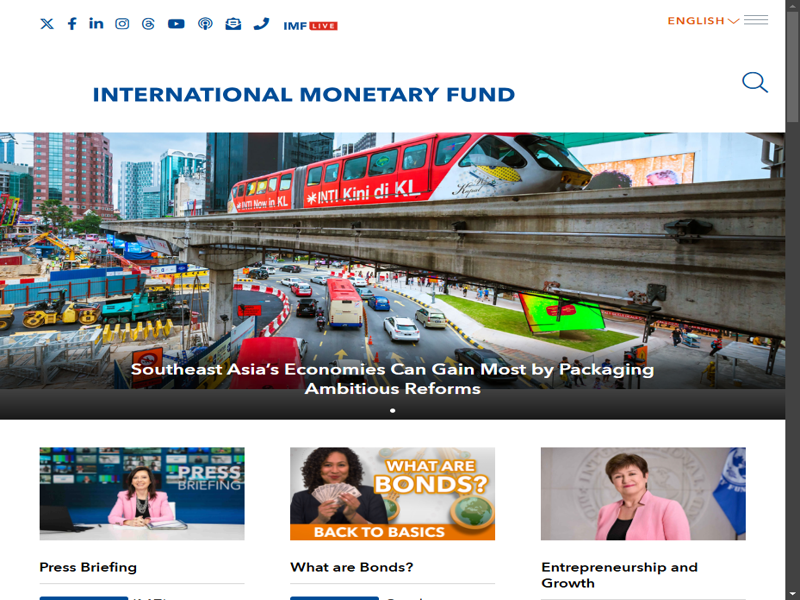 IMF LIVE
ENGLISH
INTERNATIONAL MONETARY FUND
INTI Now in KL
INTI Kini di KL
Southeast Asia's Economies Can Gain Most by Packaging
Ambitious Reforms
PRESS
BRIEFING
WHAT ARE
BONDS?
BACK TO BASICS
Press Briefing
What are Bonds?
Entrepreneurship and
Growth